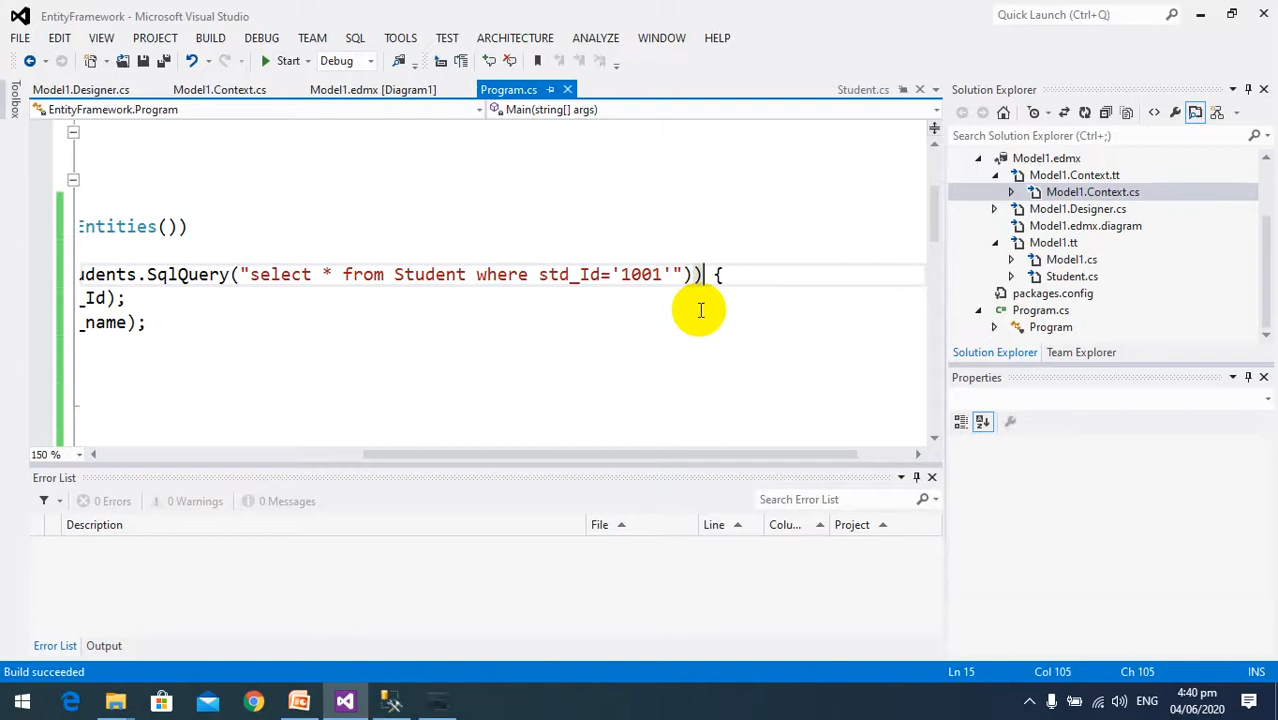 EntityFramework - Microsoft Visual Studio
Quick Launch (Ctrl+Q)
FILE EDIT VIEW PROJECT BUILD DEBUG TEAM SQL TOOLS TEST ARCHITECTURE ANALYZE WINDOW HELP
Start Debug
Toolbox
Model1.Designer.cs Model1.Context.cs Model1.edmx [Diagram1] Program.cs Student.cs
EntityFramework.Program Main(string[] args)
Entities())
udents.SqlQuery("select * from Student where std_Id='1001'")) {
_Id);
_name);
150 %
Error List
0 Errors 0 Warnings 0 Messages
Search Error List
Description File Line Colu... Project
Error List Output
Solution Explorer
Search Solution Explorer (Ctrl+;)
Model1.edmx
Model1.Context.tt
Model1.Context.cs
Model1.Designer.cs
Model1.edmx.diagram
Model1.tt
Model1.cs
Student.cs
packages.config
Program.cs
Program
Solution Explorer Team Explorer
Properties
Build succeeded Ln 15 Col 105 Ch 105 INS
ENG
4:40 pm
04/06/2020